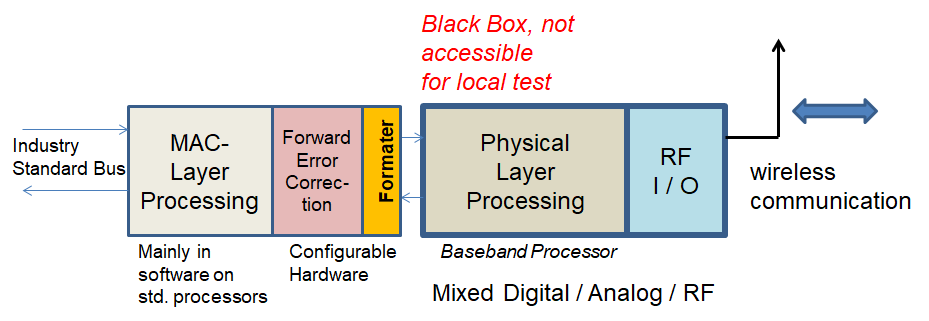 Black Box, not
accessible
for local test
Industry
Standard Bus
MAC-
Layer
Processing
Forward
Error
Correc-
tion
Formater
Physical
Layer
Processing
RF
I / O
wireless
communication
Mainly in
software on
std. processors
Configurable
Hardware
Baseband Processor
Mixed Digital / Analog / RF